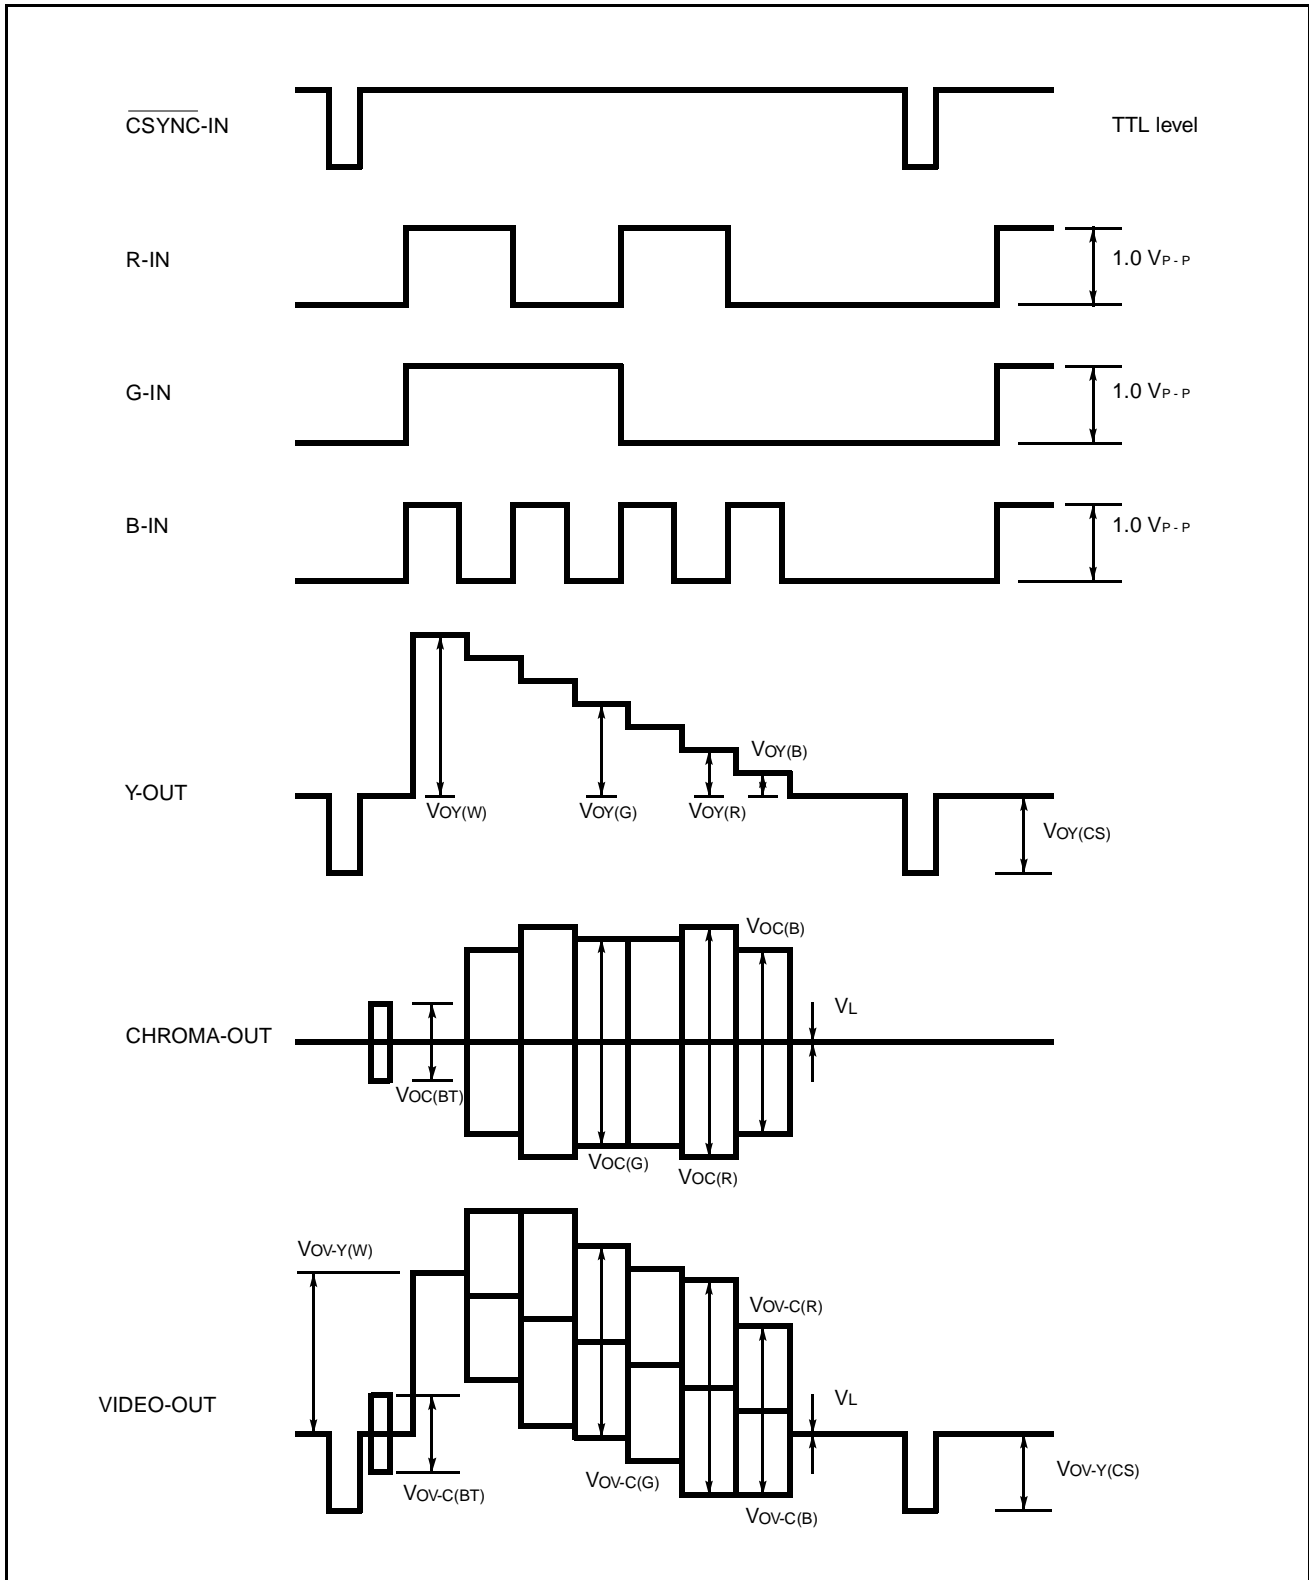 CSYNC-IN
TTL level
R-IN
1.0 VP - P
G-IN
1.0 VP - P
B-IN
1.0 VP - P
Y-OUT
VOY(W)
VOY(G)
VOY(R)
VOY(B)
VOY(CS)
CHROMA-OUT
VOC(BT)
VOC(G)
VOC(R)
VOC(B)
VL
VIDEO-OUT
VOV-Y(W)
VOV-C(BT)
VOV-C(G)
VOV-C(R)
VOV-C(B)
VL
VOV-Y(CS)